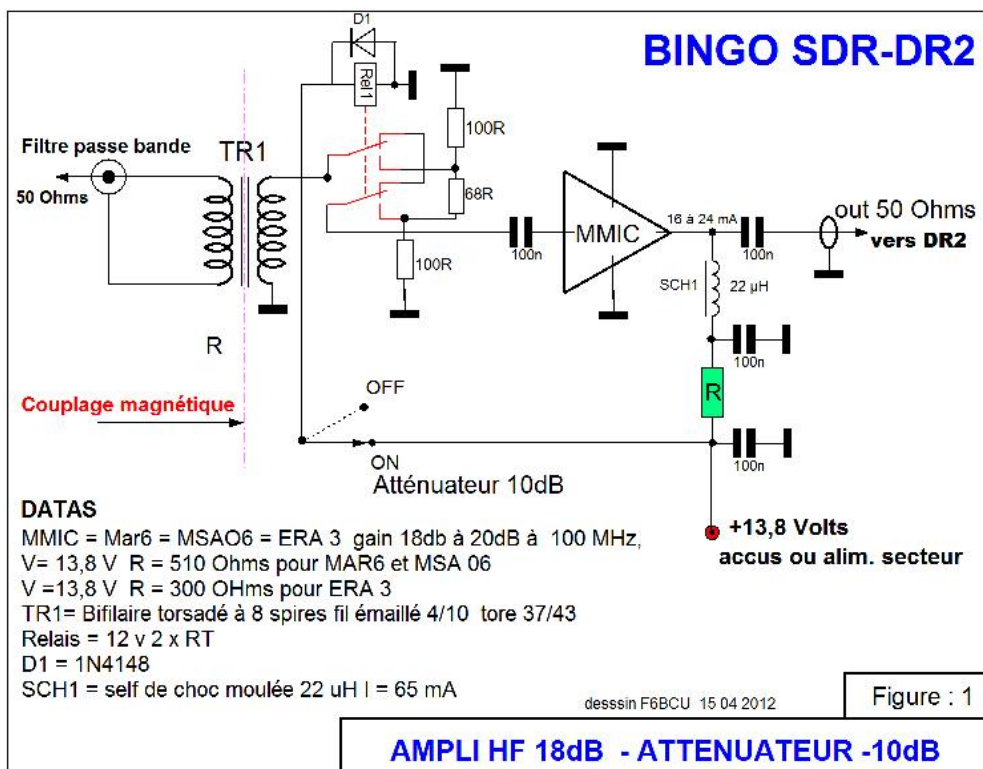 BINGO SDR-DR2
D1
Rel1
100R
Filtre passe bande
TR1
50 Ohms
68R
100R
100n
MMIC
16 à 24 mA
100n
out 50 Ohms
vers DR2
SCH1
22 µH
100n
R
R
Couplage magnétique
OFF
ON
100n
Atténuateur 10dB
+13,8 Volts
accus ou alim. secteur
DATAS
MMIC = Mar6 = MSAO6 = ERA 3 gain 18db à 20dB à 100 MHz,
V= 13,8 V R = 510 Ohms pour MAR6 et MSA 06
V =13,8 V R = 300 OHms pour ERA 3
TR1= Bifilaire torsadé à 8 spires fil émaillé 4/10 tore 37/43
Relais = 12 v 2 x RT
D1 = 1N4148
SCH1 = self de choc moulée 22 uH I = 65 mA
desssin F6BCU 15 04 2012
Figure : 1
AMPLI HF 18dB - ATTENUATEUR -10dB